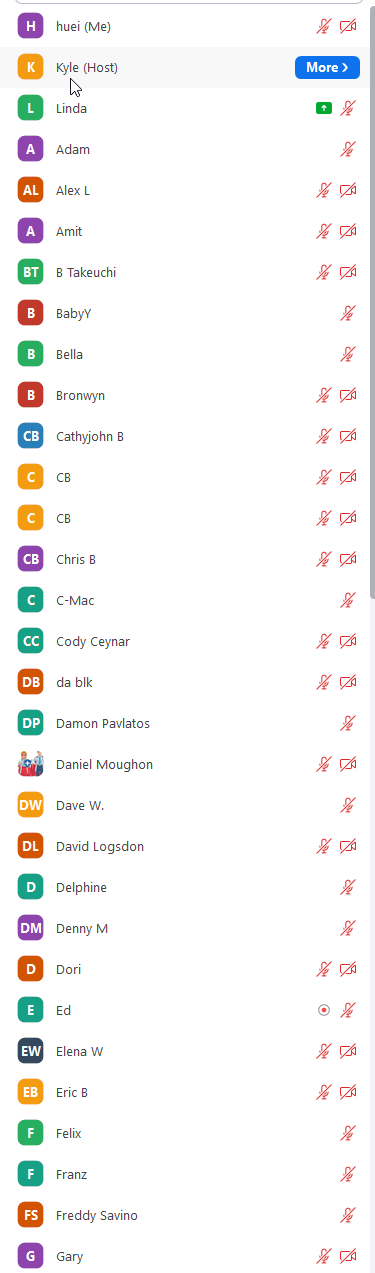 H huei (Me)
K Kyle (Host) More >
L Linda
A Adam
AL Alex L
A Amit
BT B Takeuchi
B BabyY
B Bella
B Bronwyn
CB Cathyjohn B
C CB
C CB
CB Chris B
C C-Mac
CC Cody Ceynar
DB da blk
DP Damon Pavlatos
Daniel Moughon
DW Dave W.
DL David Logsdon
D Delphine
DM Denny M
D Dori
E Ed
EW Elena W
EB Eric B
F Felix
F Franz
FS Freddy Savino
G Gary